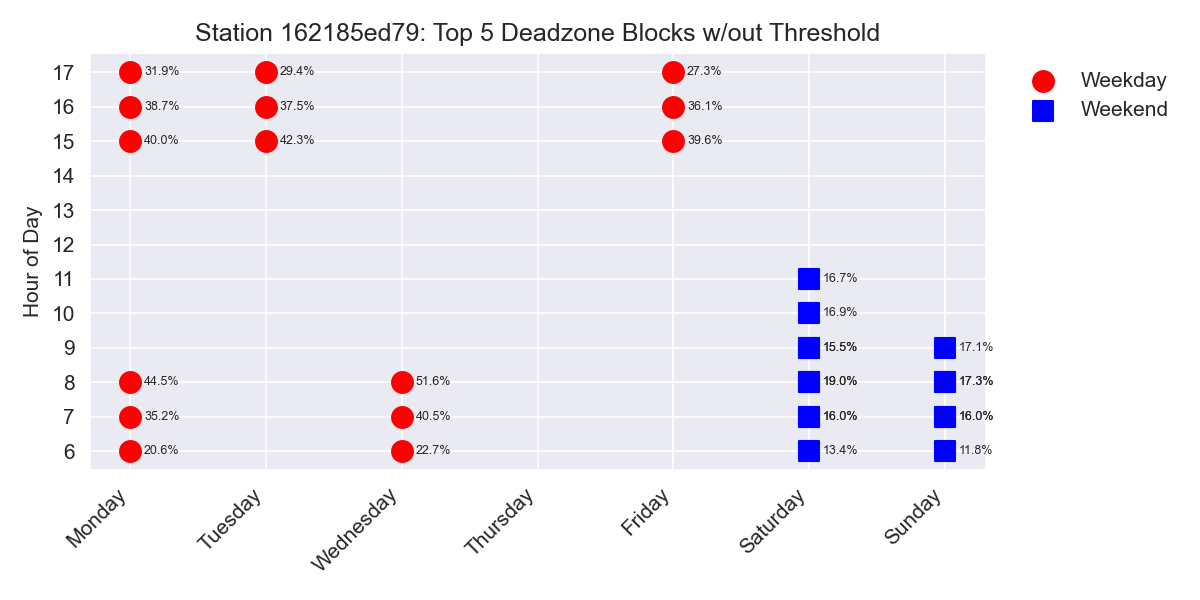 Station 162185ed79: Top 5 Deadzone Blocks w/out Threshold
Weekday
Weekend
Hour of Day
17 31.9% 29.4% 27.3%
16 38.7% 37.5% 36.1%
15 40.0% 42.3% 39.6%
14
13
12
11 16.7%
10 16.9%
9 15.5% 17.1%
8 44.5% 51.6% 19.0% 17.3%
7 35.2% 40.5% 16.0% 16.0%
6 20.6% 22.7% 13.4% 11.8%
Monday Tuesday Wednesday Thursday Friday Saturday Sunday